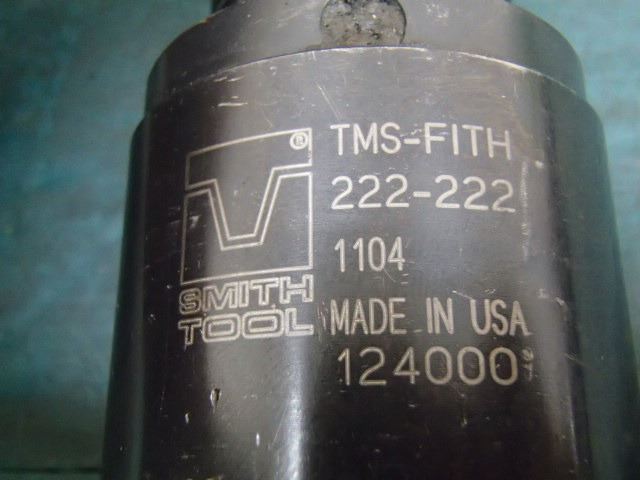 ®
SMITH
TOOL
TMS-FITH
222-222
1104
MADE IN USA
124000